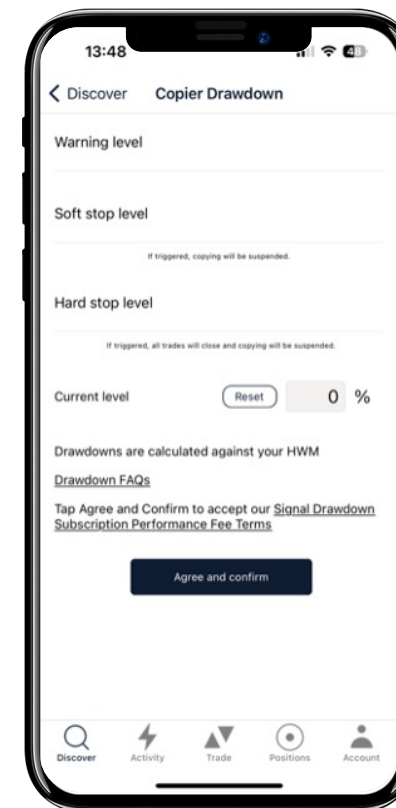 13:48
48
Discover
Copier Drawdown
Warning level
Soft stop level
If triggered, copying will be suspended.
Hard stop level
If triggered, all trades will close and copying will be suspended.
Current level
Reset
0 %
Drawdowns are calculated against your HWM
Drawdown FAQs
Tap Agree and Confirm to accept our Signal Drawdown
Subscription Performance Fee Terms
Agree and confirm
Discover
Activity
Trade
Positions
Account